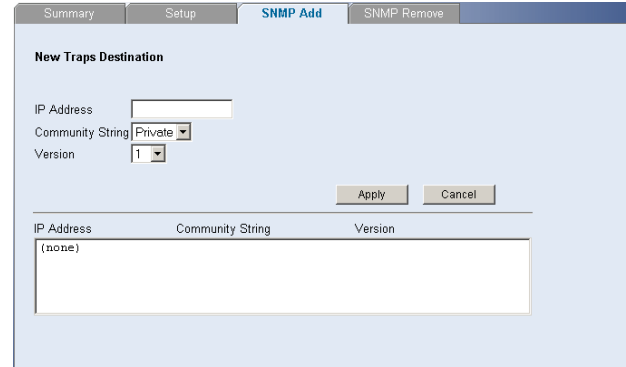 Summary Setup SNMP Add SNMP Remove
New Traps Destination
IP Address
Community String Private
Version 1
Apply Cancel
IP Address Community String Version
(none)